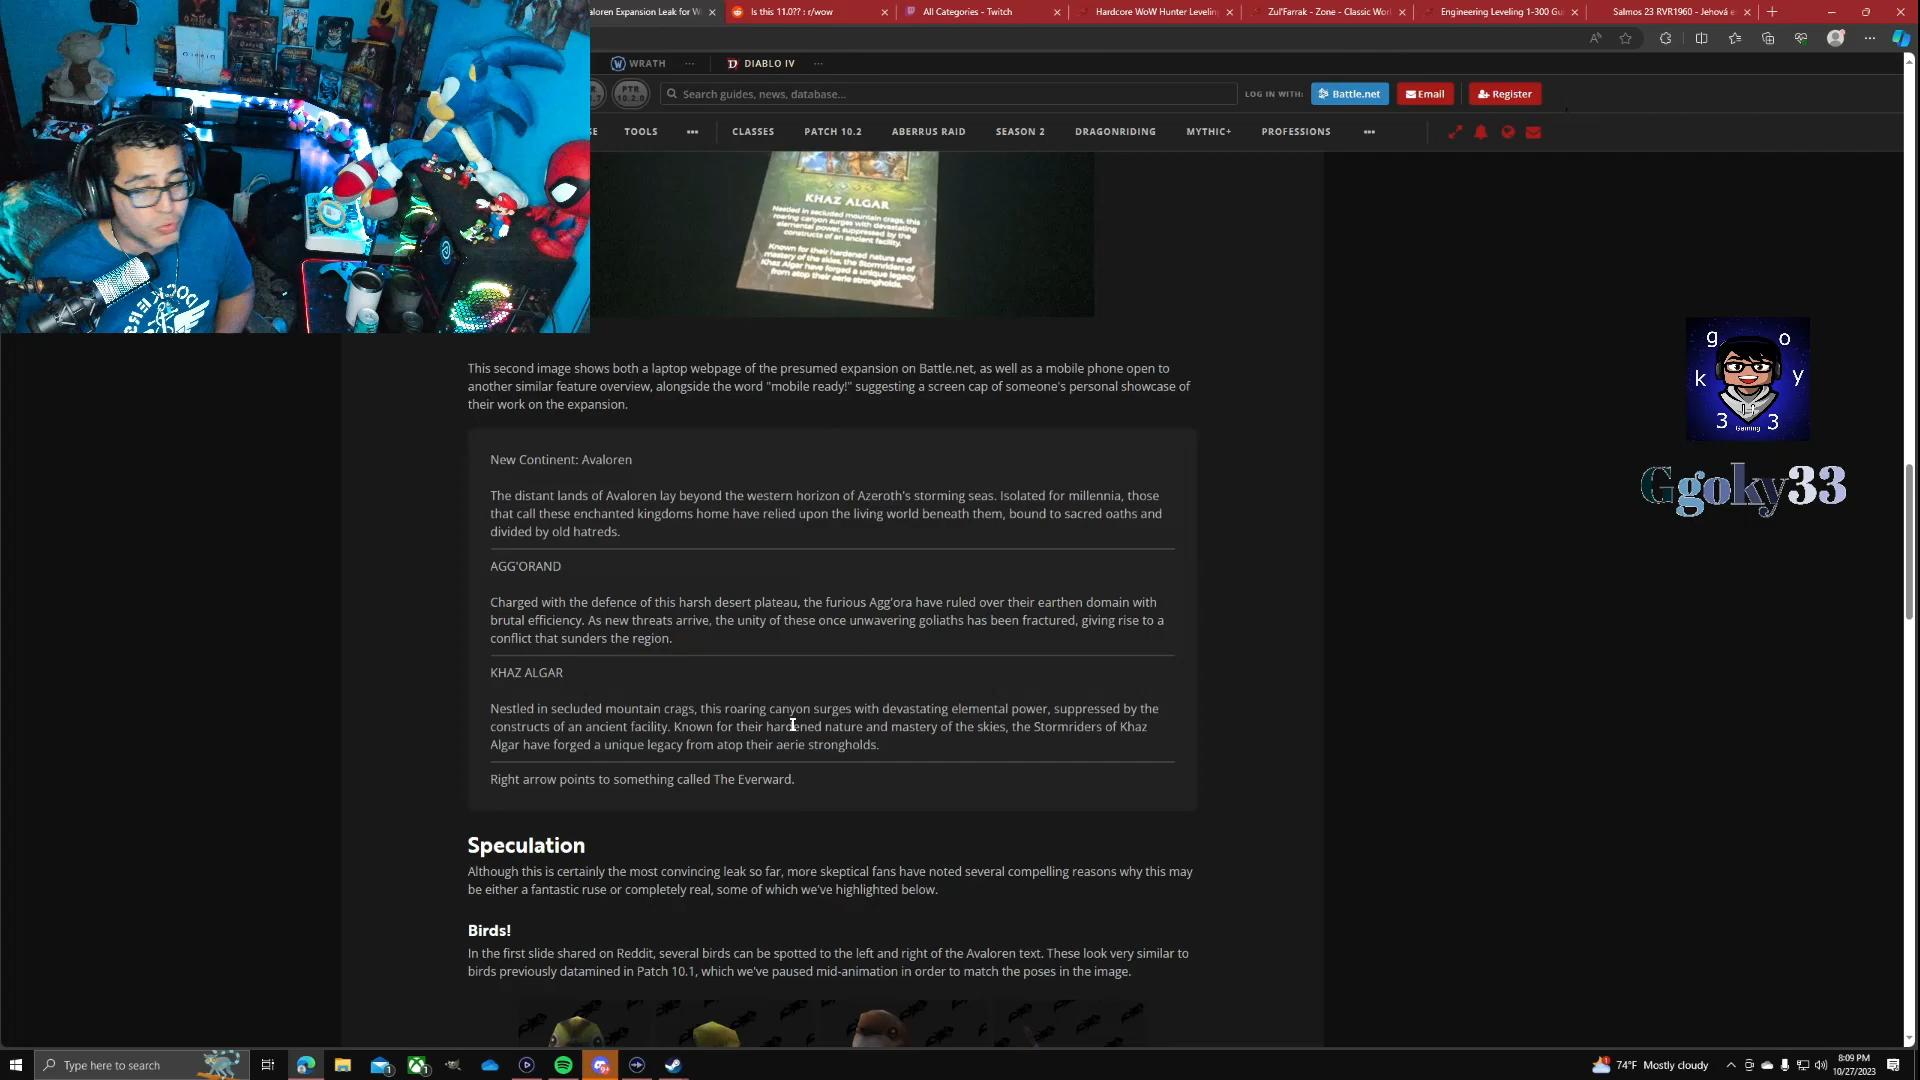 aloren Expansion Leak for W
Is this 11.0?? : r/wow
All Categories - Twitch
Hardcore WoW Hunter Leveling
Zul'Farrak - Zone - Classic Worl
Engineering Leveling 1-300 Gu
Salmos 23 RVR1960 - Jehová e
WRATH
DIABLO IV
PTR
10.2.0
Search guides, news, database...
LOG IN WITH:
Battle.net
Email
Register
SE
TOOLS
CLASSES
PATCH 10.2
ABERRUS RAID
SEASON 2
DRAGONRIDING
MYTHIC+
PROFESSIONS
KHAZ ALGAR
Nestled in secluded mountain crags, this
roaring canyon surges with devastating
elemental power, suppressed by the
constructs of an ancient facility.
Known for their hardened nature and
mastery of the skies, the Stormriders of
Khaz Algar have forged a unique legacy
from atop their aerie strongholds.
This second image shows both a laptop webpage of the presumed expansion on Battle.net, as well as a mobile phone open to
another similar feature overview, alongside the word "mobile ready!" suggesting a screen cap of someone's personal showcase of
their work on the expansion.
New Continent: Avaloren
The distant lands of Avaloren lay beyond the western horizon of Azeroth's storming seas. Isolated for millennia, those
that call these enchanted kingdoms home have relied upon the living world beneath them, bound to sacred oaths and
divided by old hatreds.
AGG'ORAND
Charged with the defence of this harsh desert plateau, the furious Agg'ora have ruled over their earthen domain with
brutal efficiency. As new threats arrive, the unity of these once unwavering goliaths has been fractured, giving rise to a
conflict that sunders the region.
KHAZ ALGAR
Nestled in secluded mountain crags, this roaring canyon surges with devastating elemental power, suppressed by the
constructs of an ancient facility. Known for their hardened nature and mastery of the skies, the Stormriders of Khaz
Algar have forged a unique legacy from atop their aerie strongholds.
Right arrow points to something called The Everward.
Speculation
Although this is certainly the most convincing leak so far, more skeptical fans have noted several compelling reasons why this may
be either a fantastic ruse or completely real, some of which we've highlighted below.
Birds!
In the first slide shared on Reddit, several birds can be spotted to the left and right of the Avaloren text. These look very similar to
birds previously datamined in Patch 10.1, which we've paused mid-animation in order to match the poses in the image.
g o
k y
3 3
Gaming
Ggoky33
Type here to search
74°F Mostly cloudy
8:09 PM
10/27/2023